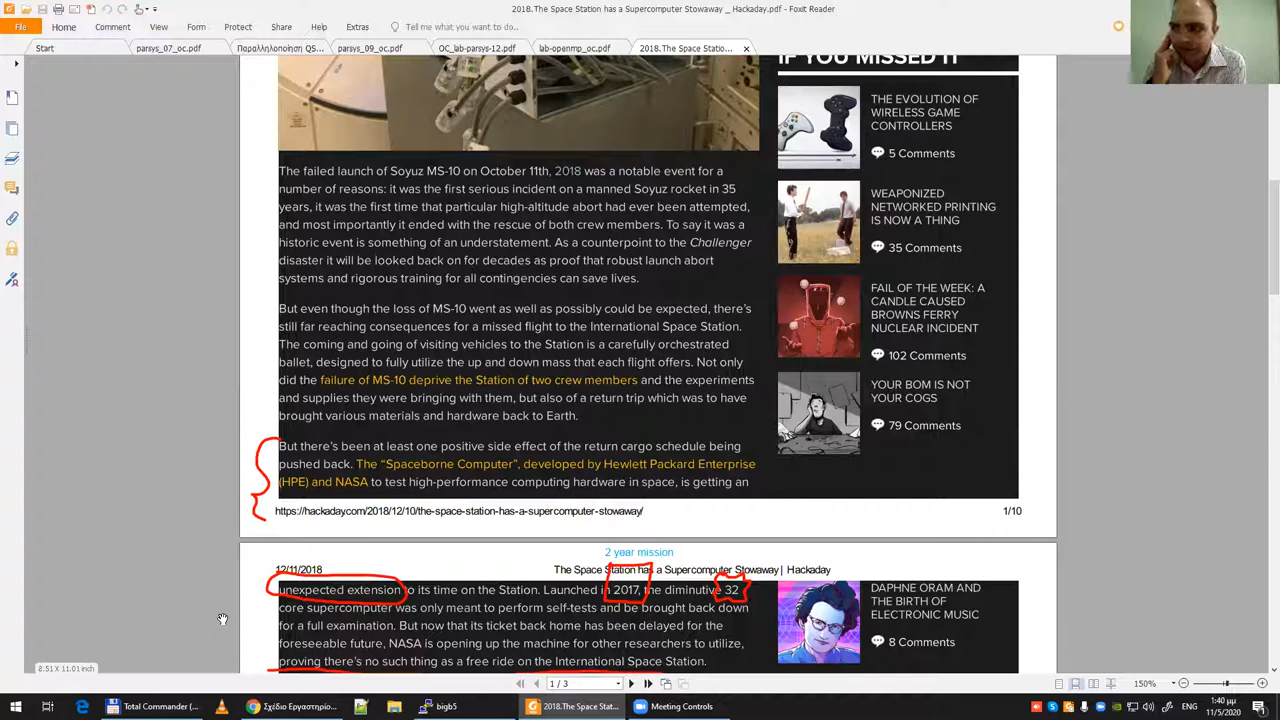 2018.The Space Station has a Supercomputer Stowaway _ Hackaday.pdf - Foxit Reader
File Home Comment View Form Protect Share Help Extras Tell me what you want to do...
Start parsys_07_oc.pdf Παραλληλοποίηση QS... parsys_09_oc.pdf OC_lab-parsys-12.pdf lab-openmp_oc.pdf 2018.The Space Statio...
IF YOU MISSED IT
THE EVOLUTION OF
WIRELESS GAME
CONTROLLERS
5 Comments
WEAPONIZED
NETWORKED PRINTING
IS NOW A THING
35 Comments
FAIL OF THE WEEK: A
CANDLE CAUSED
BROWNS FERRY
NUCLEAR INCIDENT
102 Comments
YOUR BOM IS NOT
YOUR COGS
79 Comments
The failed launch of Soyuz MS-10 on October 11th, 2018 was a notable event for a
number of reasons: it was the first serious incident on a manned Soyuz rocket in 35
years, it was the first time that particular high-altitude abort had ever been attempted,
and most importantly it ended with the rescue of both crew members. To say it was a
historic event is something of an understatement. As a counterpoint to the Challenger
disaster it will be looked back on for decades as proof that robust launch abort
systems and rigorous training for all contingencies can save lives.
But even though the loss of MS-10 went as well as possibly could be expected, there's
still far reaching consequences for a missed flight to the International Space Station.
The coming and going of visiting vehicles to the Station is a carefully orchestrated
ballet, designed to fully utilize the up and down mass that each flight offers. Not only
did the failure of MS-10 deprive the Station of two crew members and the experiments
and supplies they were bringing with them, but also of a return trip which was to have
brought various materials and hardware back to Earth.
But there's been at least one positive side effect of the return cargo schedule being
pushed back. The “Spaceborne Computer”, developed by Hewlett Packard Enterprise
(HPE) and NASA to test high-performance computing hardware in space, is getting an
https://hackaday.com/2018/12/10/the-space-station-has-a-supercomputer-stowaway/ 1/10
2 year mission
12/11/2018 The Space Station has a Supercomputer Stowaway | Hackaday
unexpected extension to its time on the Station. Launched in 2017, the diminutive 32
core supercomputer was only meant to perform self-tests and be brought back down
for a full examination. But now that its ticket back home has been delayed for the
foreseeable future, NASA is opening up the machine for other researchers to utilize,
proving there's no such thing as a free ride on the International Space Station.
DAPHNE ORAM AND
THE BIRTH OF
ELECTRONIC MUSIC
8 Comments
8.51 X 11.01 inch
1 / 3 150%
Total Commander (... Σχέδιο Εργαστηρίο... big5 2018.The Space Stat... Meeting Controls 1:40 μμ
11/5/2020